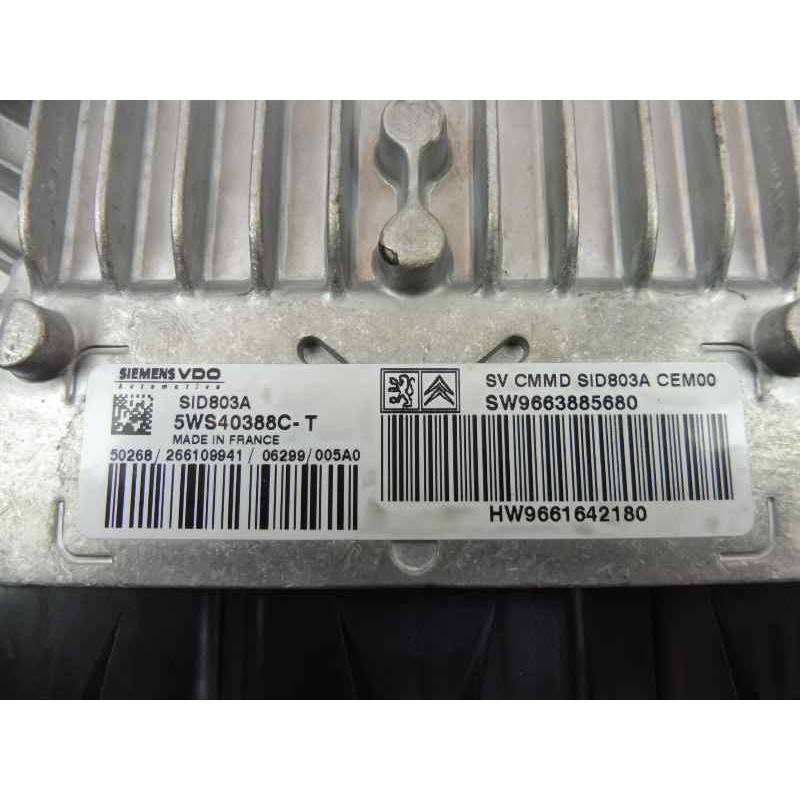 SIEMENS VDO
Automotive
SID803A
5WS40388C-T
MADE IN FRANCE
50268/266109941/06299/005A0
SV CMMD SID803A CEM00
SW9663885680
HW9661642180